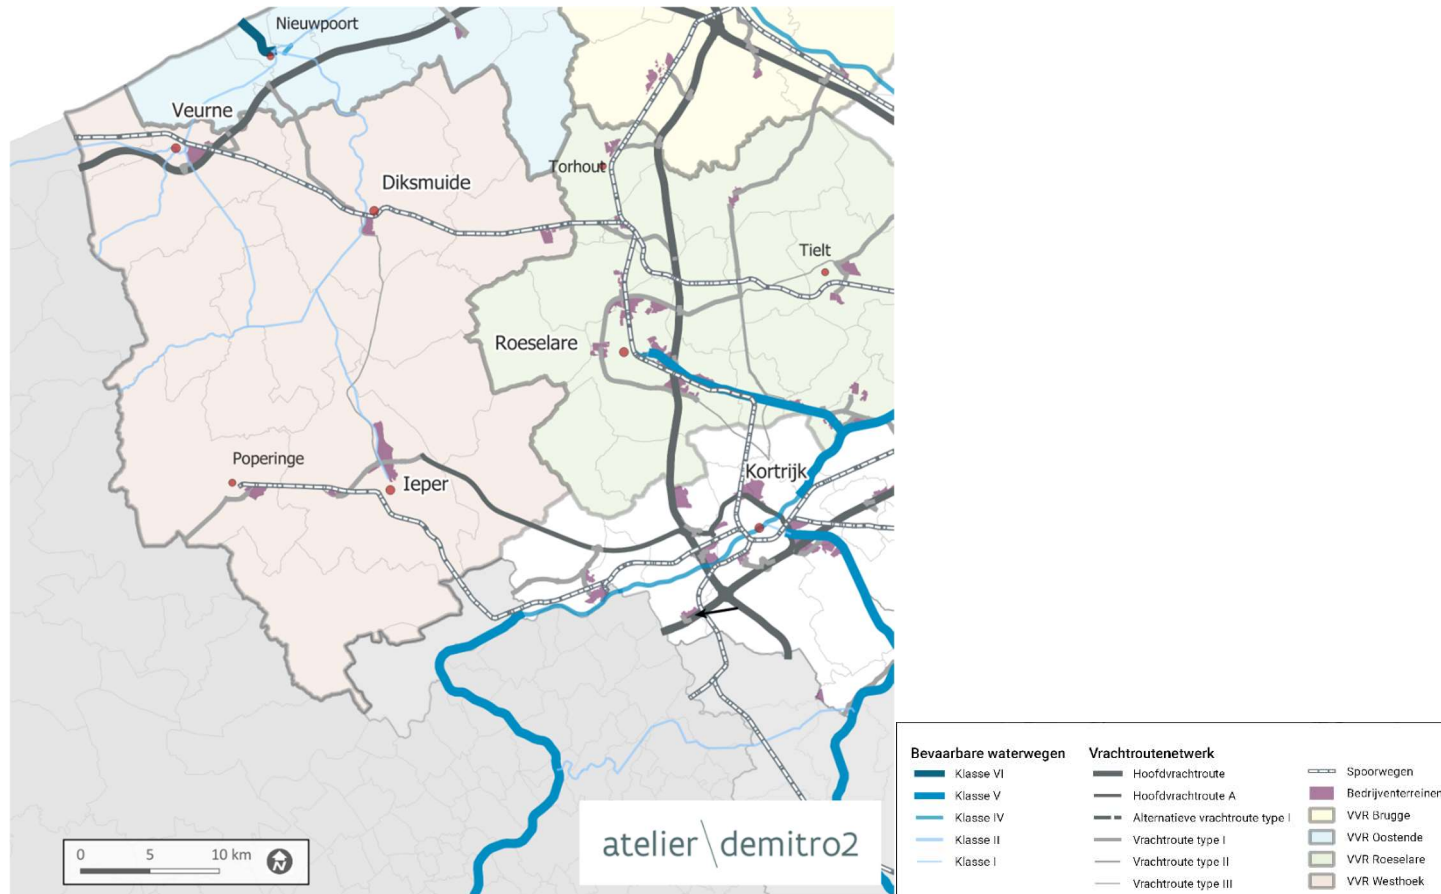 Nieuwpoort
Veurne
Diksmuide
Torhout
Tielt
Roeselare
Poperinge
Ieper
Kortrijk
0 5 10 km
N
atelier\demitro2
Bevaarbare waterwegen
Klasse VI
Klasse V
Klasse IV
Klasse II
Klasse I
Vrachtroutenetwerk
Hoofdvrachtroute
Hoofdvrachtroute A
Alternatieve vrachtroute type I
Vrachtroute type I
Vrachtroute type II
Vrachtroute type III
Spoorwegen
Bedrijventerreinen
VVR Brugge
VVR Oostende
VVR Roeselare
VVR Westhoek